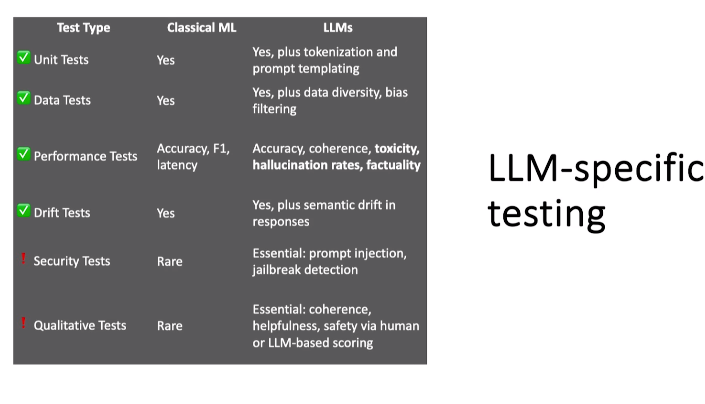 Test Type Classical ML LLMs
✅ Unit Tests Yes Yes, plus tokenization and
prompt templating
✅ Data Tests Yes Yes, plus data diversity, bias
filtering
✅ Performance Tests Accuracy, F1, Accuracy, coherence, toxicity,
latency hallucination rates, factuality
✅ Drift Tests Yes Yes, plus semantic drift in
responses
❗ Security Tests Rare Essential: prompt injection,
jailbreak detection
❗ Qualitative Tests Rare Essential: coherence,
helpfulness, safety via human
or LLM-based scoring
LLM-specific
testing